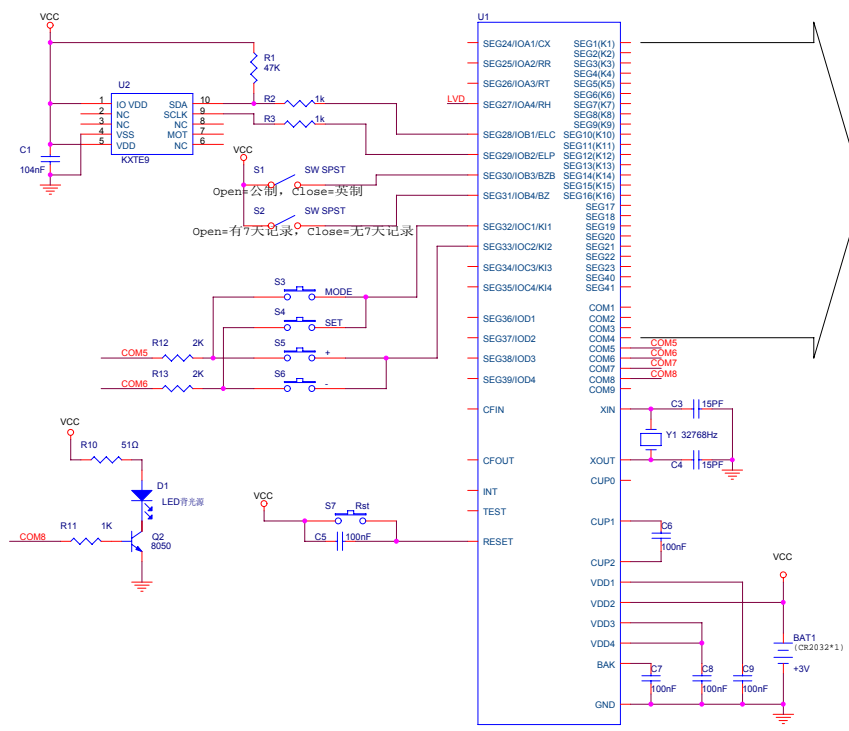 VCC
U1
R1
47K
U2
1 IO VDD SDA 10
2 NC SCLK 9
3 NC NC 8
4 VSS MOT 7
5 VDD NC 6
KXTE9
R2 1k
R3 1k
C1
104nF
VCC
S1 SW SPST
Open=公制，Close=英制
S2 SW SPST
Open=有7天记录，Close=无7天记录
LVD
S3 MODE
S4 SET
S5 +
S6 -
COM5 R12 2K
COM6 R13 2K
VCC
R10 51Ω
D1
LED背光源
COM8 R11 1K
Q2
8050
VCC
S7 Rst
C5 100nF
SEG24/IOA1/CX
SEG25/IOA2/RR
SEG26/IOA3/RT
SEG27/IOA4/RH
SEG28/IOB1/ELC
SEG29/IOB2/ELP
SEG30/IOB3/BZB
SEG31/IOB4/BZ
SEG32/IOC1/KI1
SEG33/IOC2/KI2
SEG34/IOC3/KI3
SEG35/IOC4/KI4
SEG36/IOD1
SEG37/IOD2
SEG38/IOD3
SEG39/IOD4
CFIN
CFOUT
INT
TEST
RESET
SEG1(K1)
SEG2(K2)
SEG3(K3)
SEG4(K4)
SEG5(K5)
SEG6(K6)
SEG7(K7)
SEG8(K8)
SEG9(K9)
SEG10(K10)
SEG11(K11)
SEG12(K12)
SEG13(K13)
SEG14(K14)
SEG15(K15)
SEG16(K16)
SEG17
SEG18
SEG19
SEG20
SEG21
SEG22
SEG23
SEG40
SEG41
COM1
COM2
COM3
COM4
COM5 COM5
COM6 COM6
COM7 COM7
COM8 COM8
COM9
XIN
XOUT
CUP0
CUP1
CUP2
VDD1
VDD2
VDD3
VDD4
BAK
GND
C3 15PF
Y1 32768Hz
C4 15PF
C6
100nF
VCC
BAT1
(CR2032*1)
+3V
C7
100nF
C8
100nF
C9
100nF